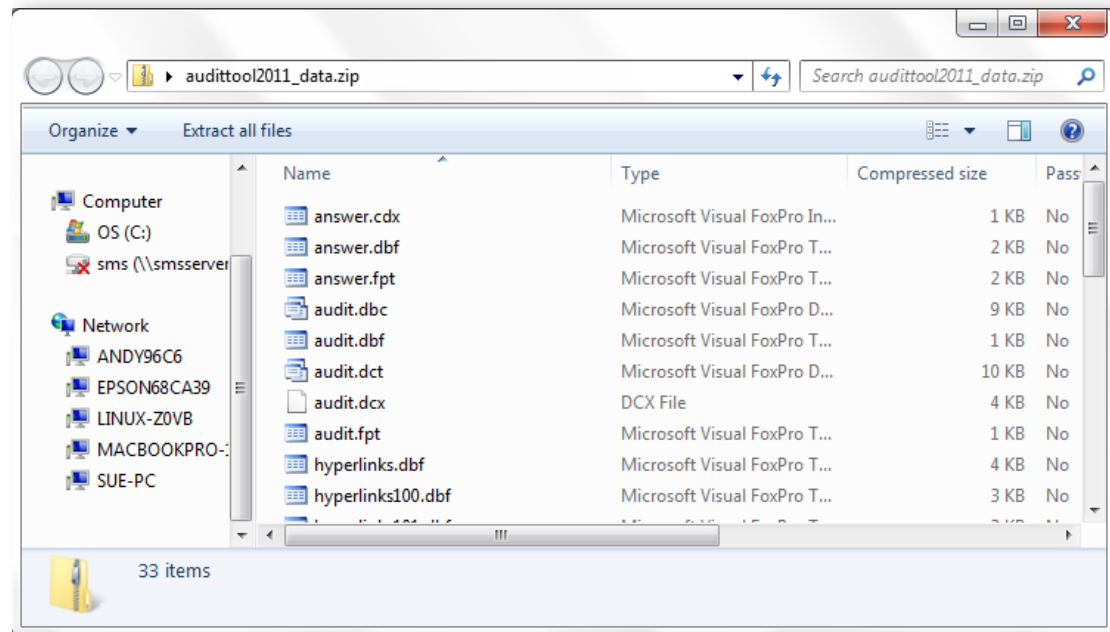 audittool2011_data.zip
Search audittool2011_data.zip
Organize Extract all files
Name Type Compressed size Pass
Computer
OS (C:)
sms (\\smsserver
Network
ANDY96C6
EPSON68CA39
LINUX-Z0VB
MACBOOKPRO-
SUE-PC
answer.cdx Microsoft Visual FoxPro In... 1 KB No
answer.dbf Microsoft Visual FoxPro T... 2 KB No
answer.fpt Microsoft Visual FoxPro T... 2 KB No
audit.dbc Microsoft Visual FoxPro D... 9 KB No
audit.dbf Microsoft Visual FoxPro T... 1 KB No
audit.dct Microsoft Visual FoxPro D... 10 KB No
audit.dcx DCX File 4 KB No
audit.fpt Microsoft Visual FoxPro T... 1 KB No
hyperlinks.dbf Microsoft Visual FoxPro T... 4 KB No
hyperlinks100.dbf Microsoft Visual FoxPro T... 3 KB No
33 items